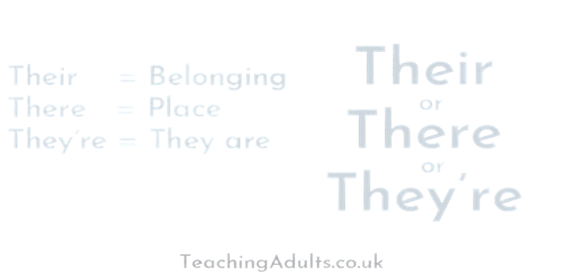 Their = Belonging
There = Place
They're = They are
Their
or
There
or
They're
TeachingAdults.co.uk